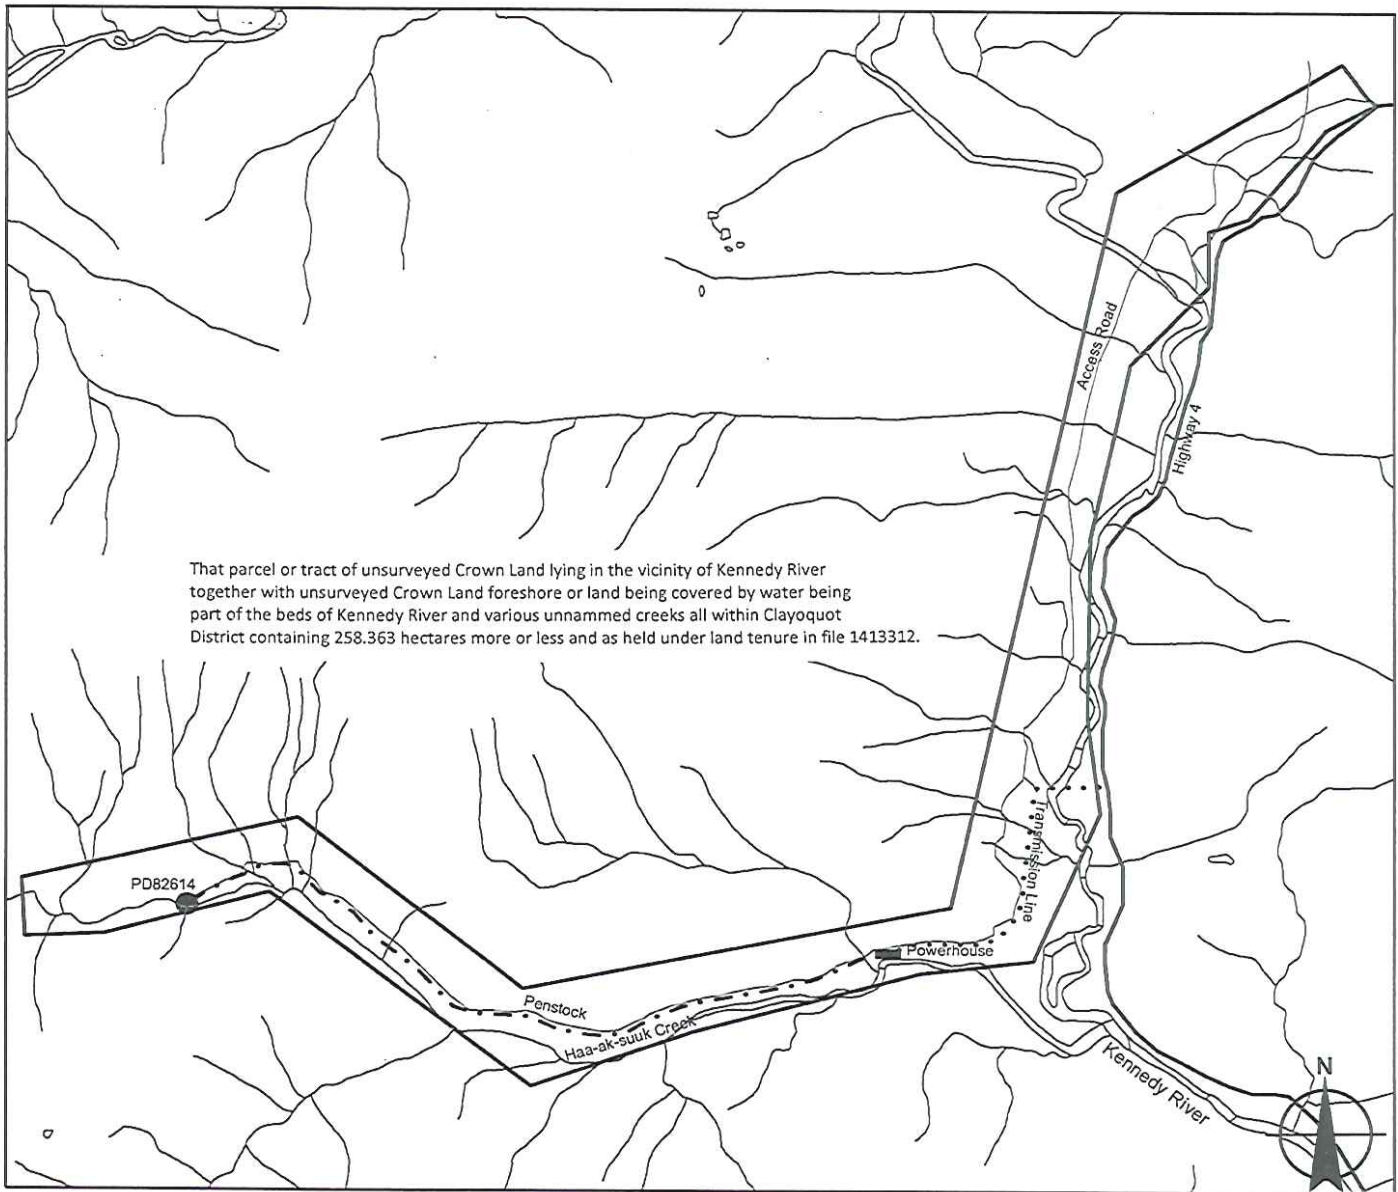 Access Road
Highway 4
That parcel or tract of unsurveyed Crown Land lying in the vicinity of Kennedy River
together with unsurveyed Crown Land foreshore or land being covered by water being
part of the beds of Kennedy River and various unnammed creeks all within Clayoquot
District containing 258.363 hectares more or less and as held under land tenure in file 1413312.
Transmission Line
PD82614
Powerhouse
Penstock
Haa-ak-suuk Creek
Kennedy River
N